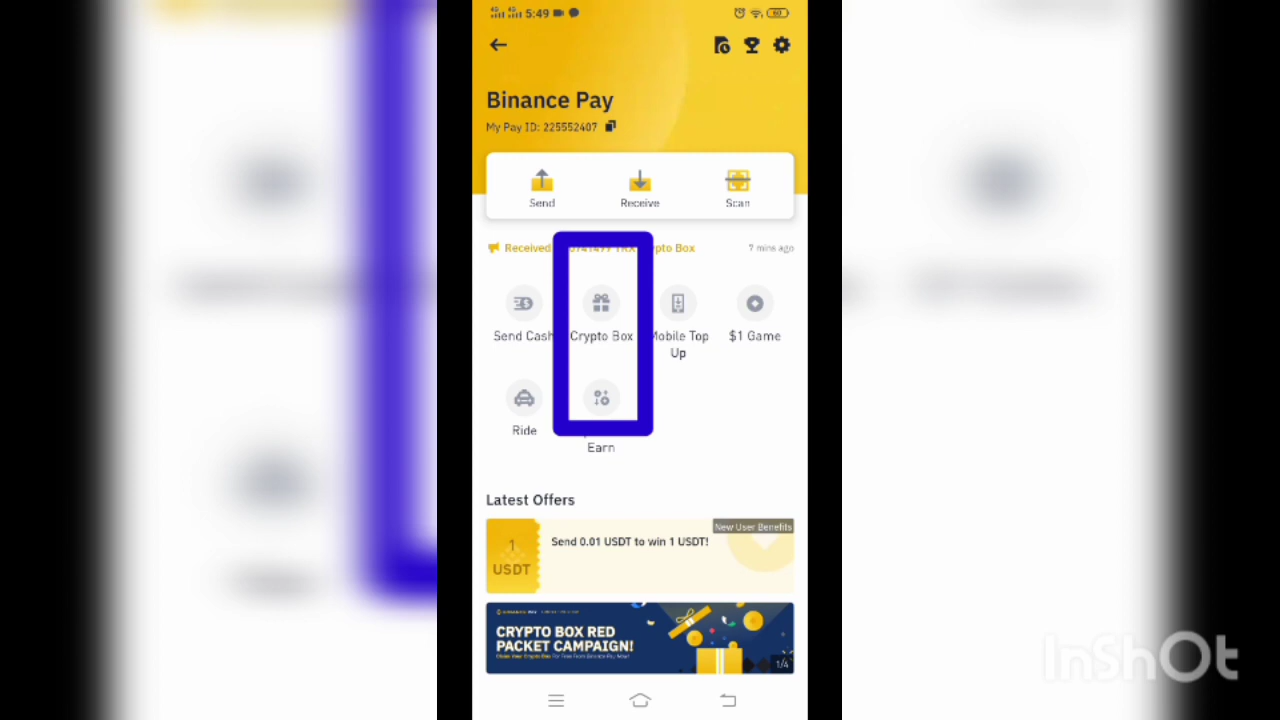 5:49
60
Binance Pay
My Pay ID: 225552407
Send
Receive
Scan
Received
7 mins ago
Send Cash
Crypto Box
Mobile Top
Up
$1 Game
Ride
Earn
Latest Offers
New User Benefits
1
USDT
Send 0.01 USDT to win 1 USDT!
CRYPTO BOX RED
PACKET CAMPAIGN!
1/4
InShOt